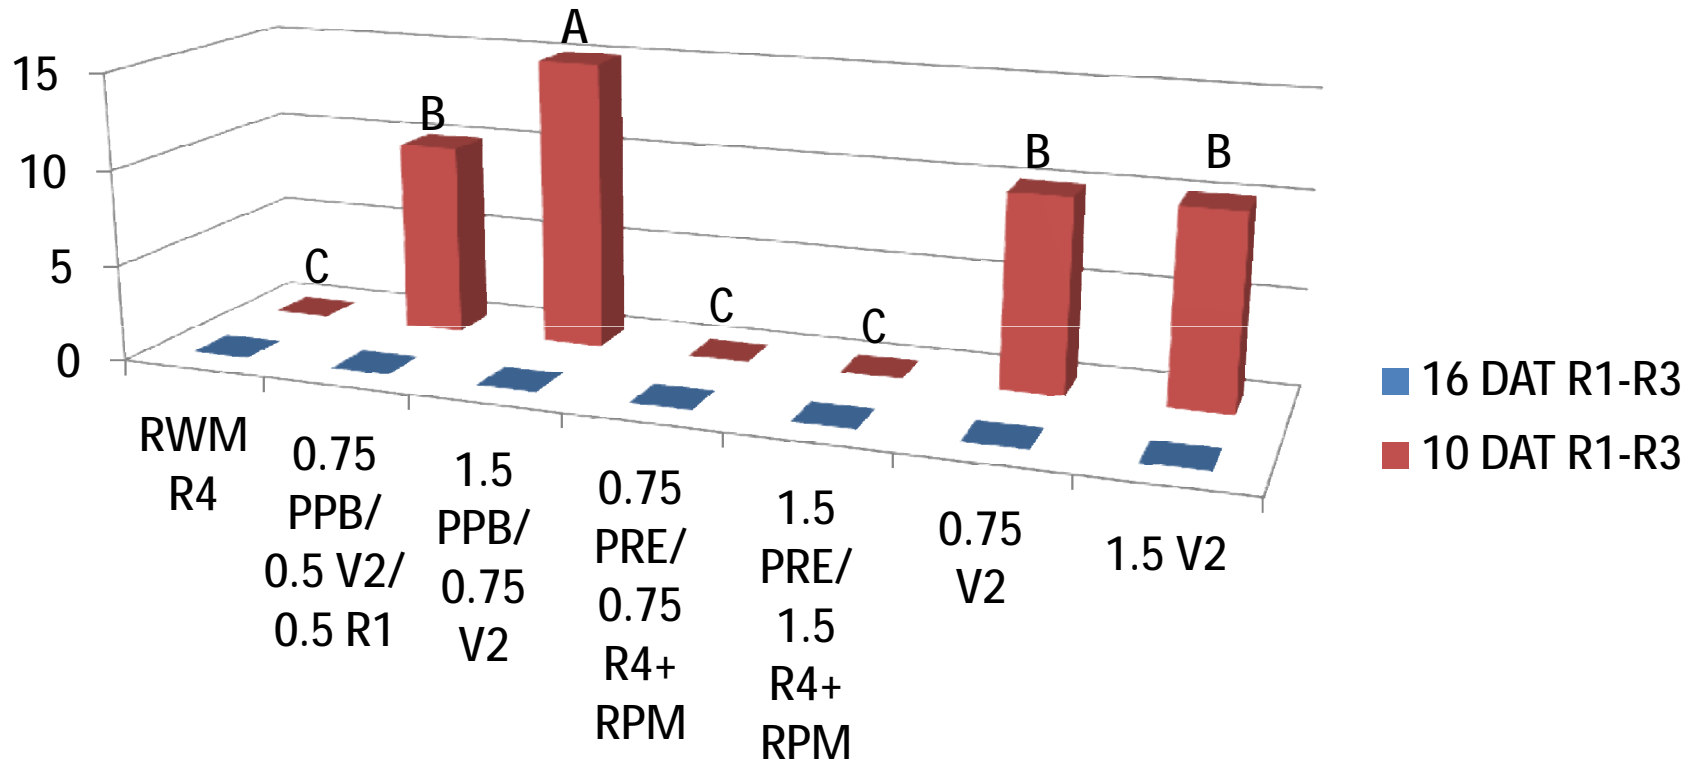 15
10
5
0
C
B
A
C
C
B
B
RWM
R4
0.75
PPB/
0.5 V2/
0.5 R1
1.5
PPB/
0.75
V2
0.75
PRE/
0.75
R4+
RPM
1.5
PRE/
1.5
R4+
RPM
0.75
V2
1.5 V2
16 DAT R1-R3
10 DAT R1-R3